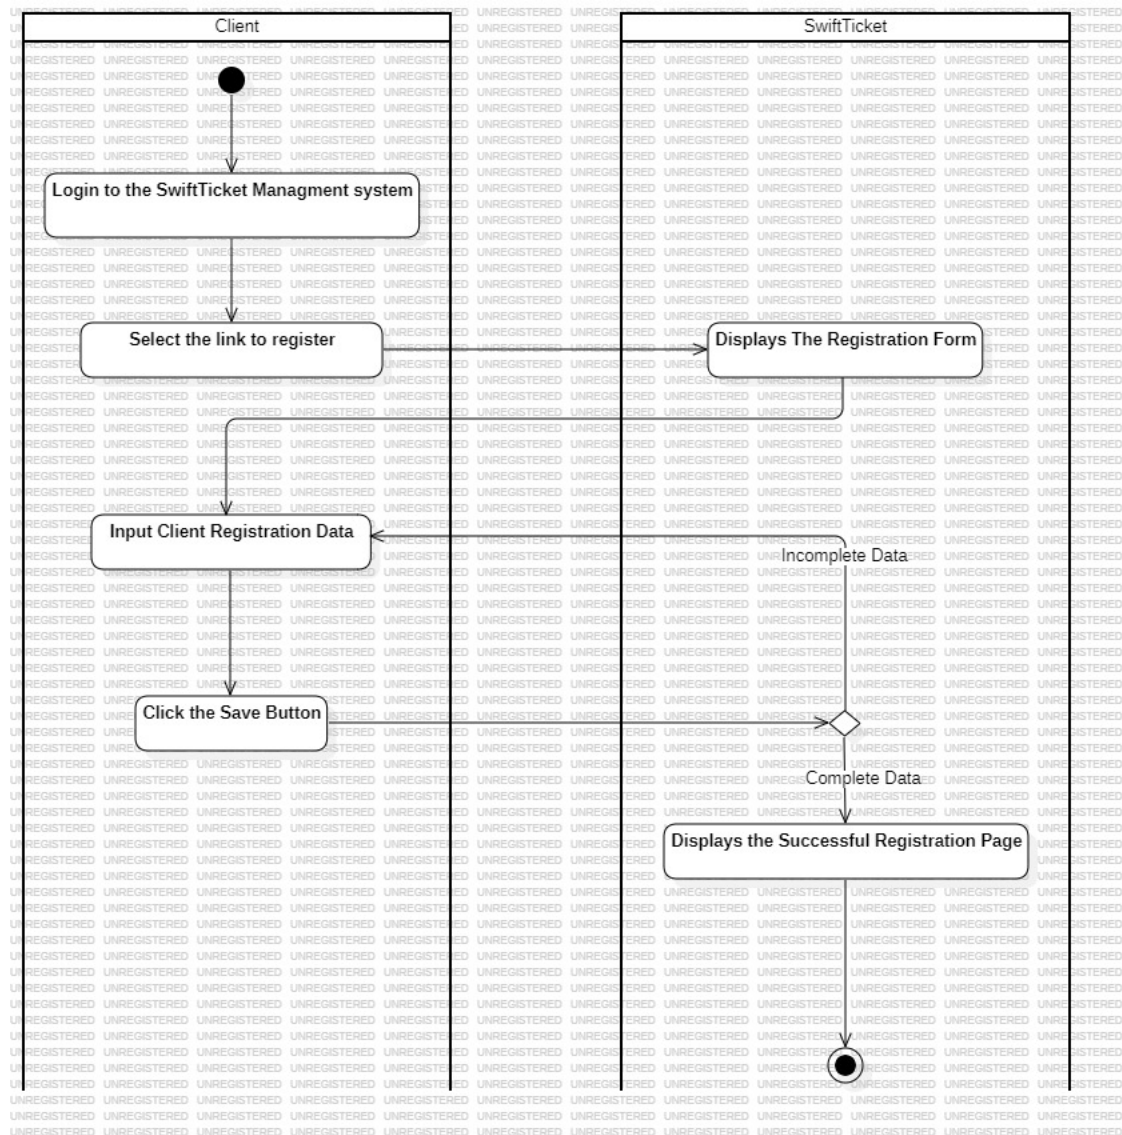 Client
SwiftTicket
Login to the SwiftTicket Managment system
Select the link to register
Displays The Registration Form
Input Client Registration Data
Incomplete Data
Click the Save Button
Complete Data
Displays the Successful Registration Page
UNREGISTERED